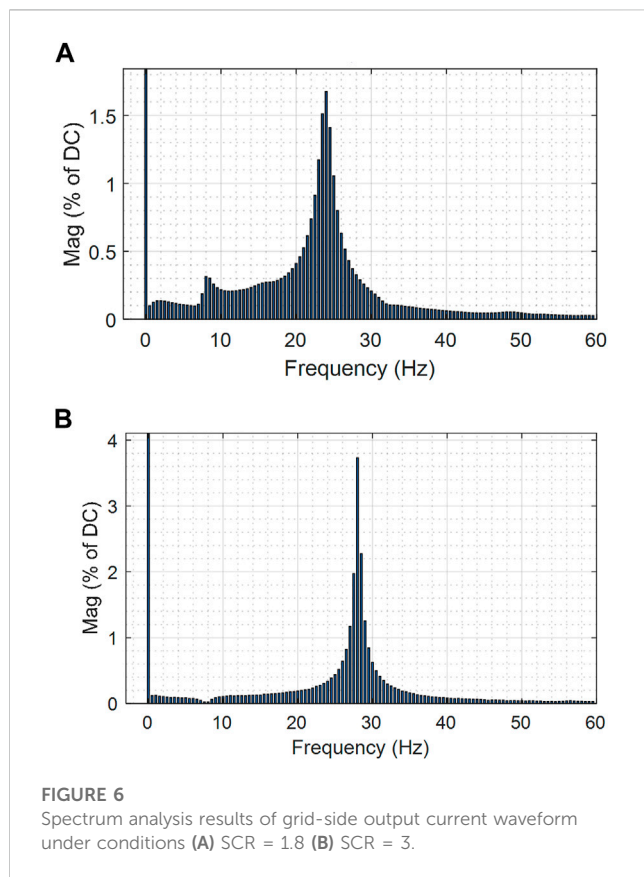 A
Mag (% of DC)
1.5
1
0.5
0
0 10 20 30 40 50 60
Frequency (Hz)
B
Mag (% of DC)
4
3
2
1
0
0 10 20 30 40 50 60
Frequency (Hz)
FIGURE 6
Spectrum analysis results of grid-side output current waveform
under conditions (A) SCR = 1.8 (B) SCR = 3.